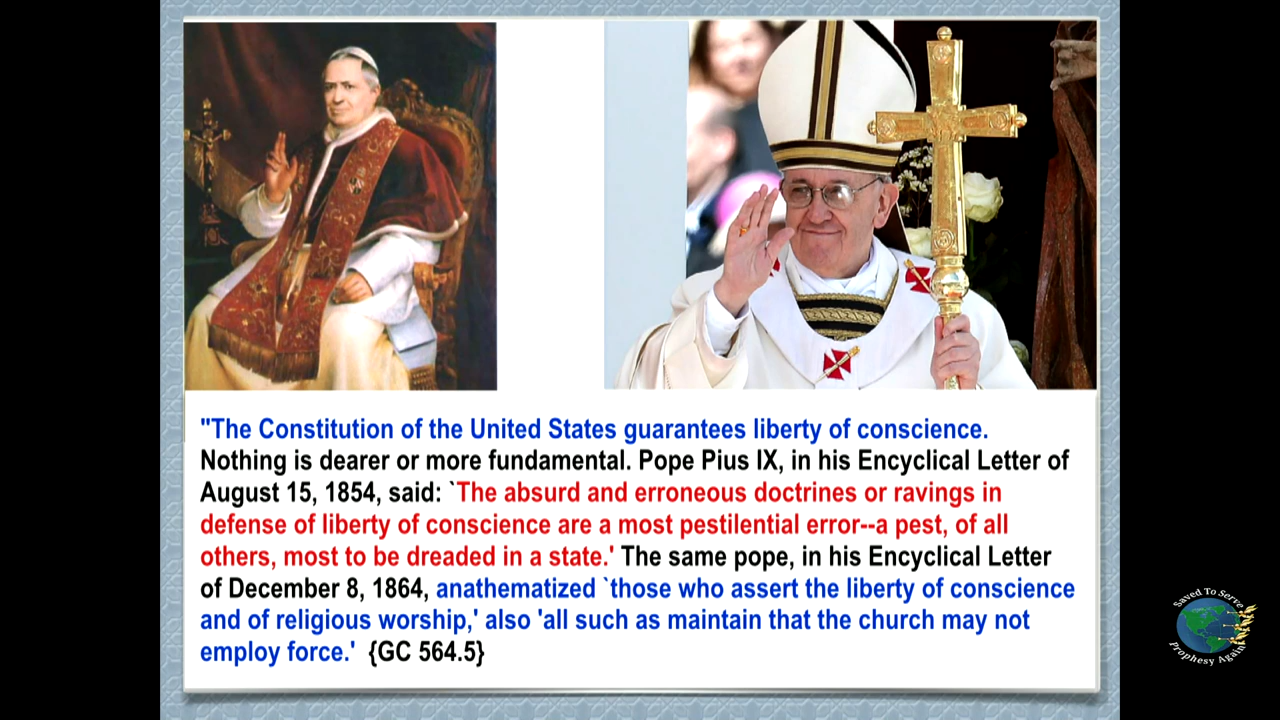 "The Constitution of the United States guarantees liberty of conscience.
Nothing is dearer or more fundamental. Pope Pius IX, in his Encyclical Letter of
August 15, 1854, said: `The absurd and erroneous doctrines or ravings in
defense of liberty of conscience are a most pestilential error--a pest, of all
others, most to be dreaded in a state.' The same pope, in his Encyclical Letter
of December 8, 1864, anathematized `those who assert the liberty of conscience
and of religious worship,' also 'all such as maintain that the church may not
employ force.' {GC 564.5}
Saved To Serve
Prophesy Again